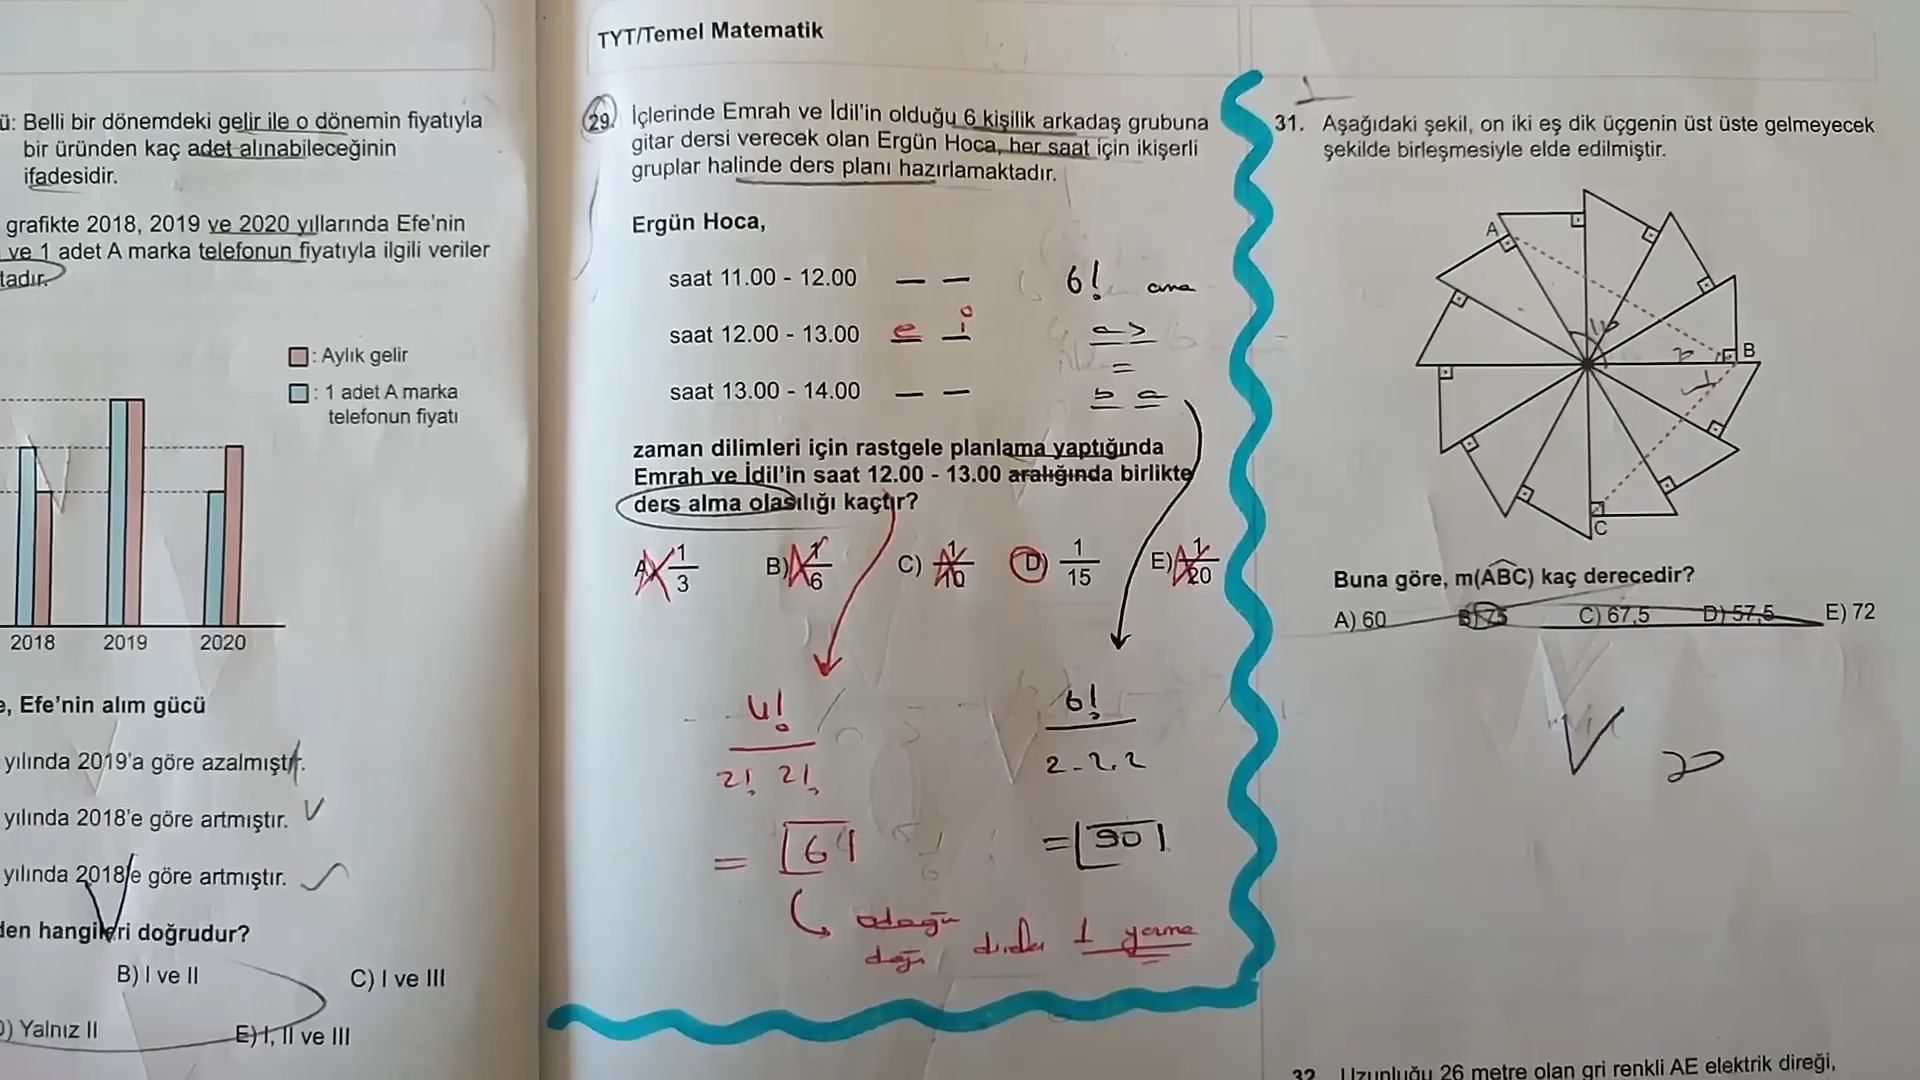 ü: Belli bir dönemdeki gelir ile o dönemin fiyatıyla
bir üründen kaç adet alınabileceğinin
ifadesidir.
grafikte 2018, 2019 ve 2020 yıllarında Efe'nin
ve 1 adet A marka telefonun fiyatıyla ilgili veriler
tadır.
: Aylık gelir
: 1 adet A marka
telefonun fiyatı
2018 2019 2020
e, Efe'nin alım gücü
yılında 2019'a göre azalmıştır.
yılında 2018'e göre artmıştır.
yılında 2018'e göre artmıştır.
den hangileri doğrudur?
B) I ve II C) I ve III
D) Yalnız II E) I, II ve III
TYT/Temel Matematik
29. İçlerinde Emrah ve İdil'in olduğu 6 kişilik arkadaş grubuna
gitar dersi verecek olan Ergün Hoca, her saat için ikişerli
gruplar halinde ders planı hazırlamaktadır.
Ergün Hoca,
saat 11.00 - 12.00 6! ama
saat 12.00 - 13.00 e i
saat 13.00 - 14.00 b a
zaman dilimleri için rastgele planlama yaptığında
Emrah ve İdil'in saat 12.00 - 13.00 aralığında birlikte
ders alma olasılığı kaçtır?
A) 1/3 B) 1/6 C) 1/10 D) 1/15 E) 1/20
4! 6!
2! 2! 2.2.2
= 6 = 90
1 yerine
31. Aşağıdaki şekil, on iki eş dik üçgenin üst üste gelmeyecek
şekilde birleşmesiyle elde edilmiştir.
A
B
C
Buna göre, m(ABC) kaç derecedir?
A) 60 B) 75 C) 67,5 D) 57,5 E) 72
32. Uzunluğu 26 metre olan gri renkli AE elektrik direği,